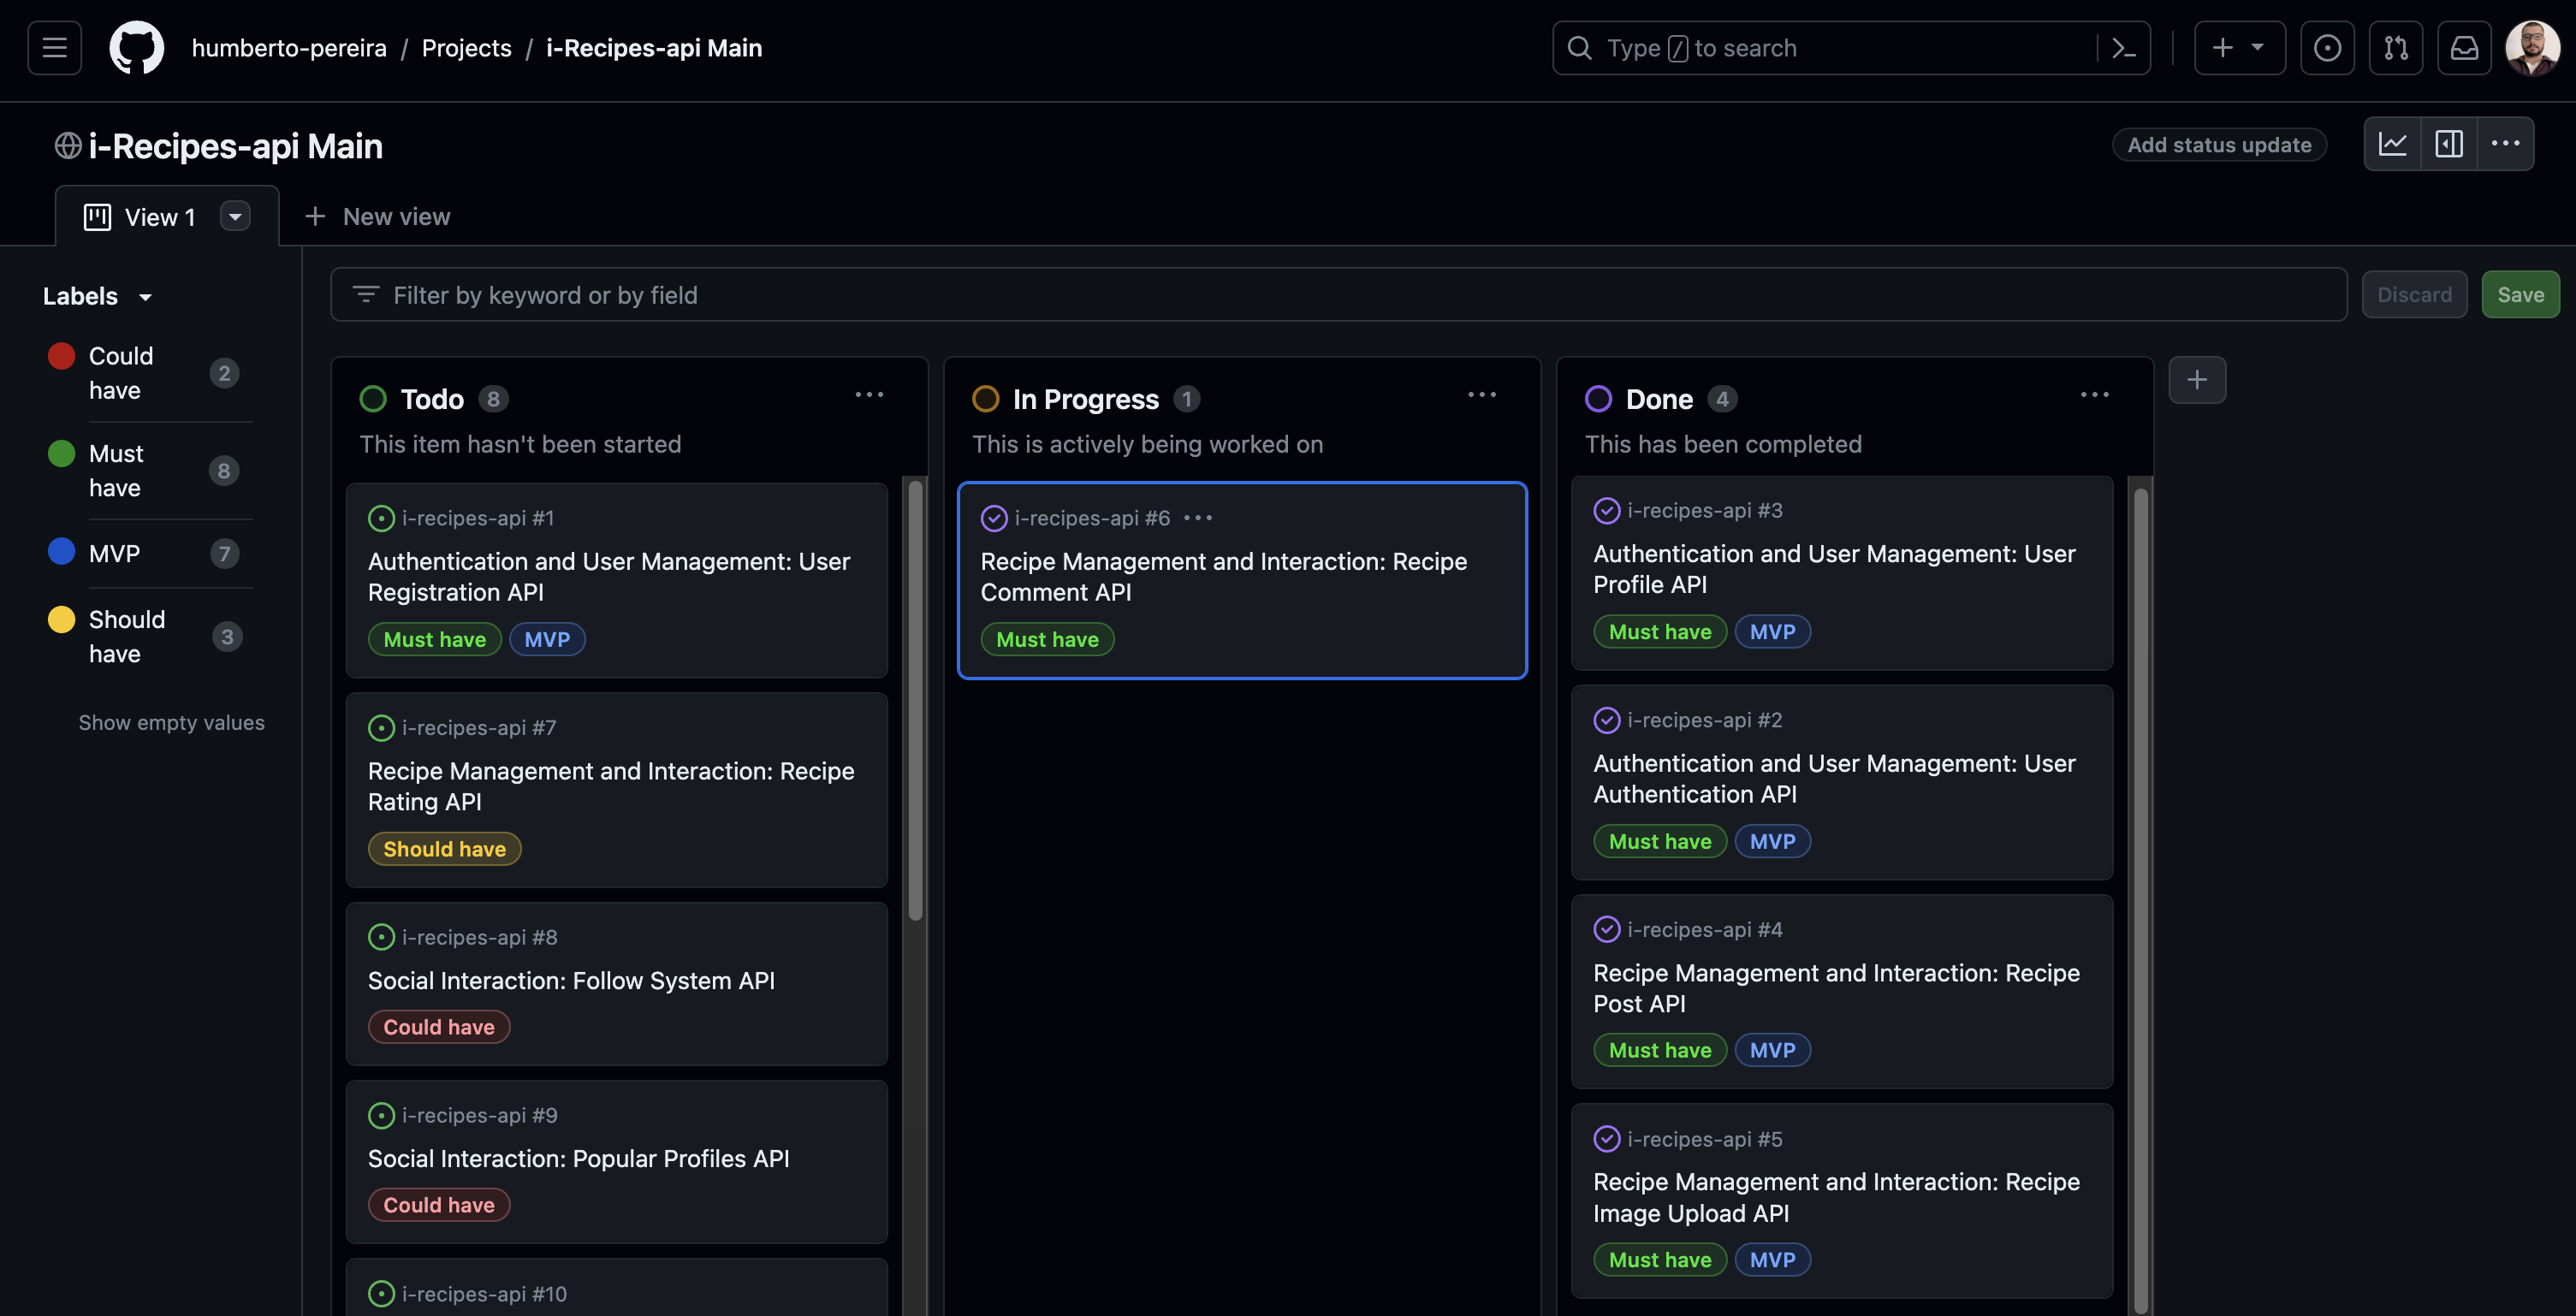 humberto-pereira / Projects / i-Recipes-api Main
Type / to search
i-Recipes-api Main
Add status update
View 1
New view
Labels
Could
have
2
Must
have
8
MVP
7
Should
have
3
Show empty values
Filter by keyword or by field
Discard
Save
Todo 8
This item hasn't been started
i-recipes-api #1
Authentication and User Management: User
Registration API
Must have MVP
i-recipes-api #7
Recipe Management and Interaction: Recipe
Rating API
Should have
i-recipes-api #8
Social Interaction: Follow System API
Could have
i-recipes-api #9
Social Interaction: Popular Profiles API
Could have
i-recipes-api #10
In Progress 1
This is actively being worked on
i-recipes-api #6
Recipe Management and Interaction: Recipe
Comment API
Must have
Done 4
This has been completed
i-recipes-api #3
Authentication and User Management: User
Profile API
Must have MVP
i-recipes-api #2
Authentication and User Management: User
Authentication API
Must have MVP
i-recipes-api #4
Recipe Management and Interaction: Recipe
Post API
Must have MVP
i-recipes-api #5
Recipe Management and Interaction: Recipe
Image Upload API
Must have MVP